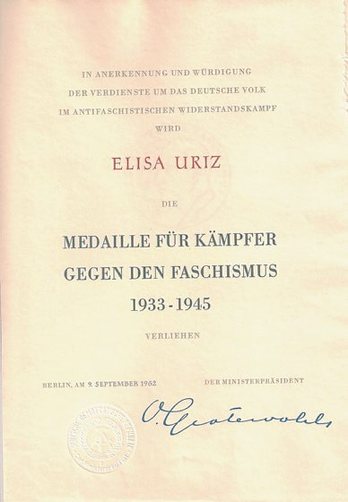 IN ANERKENNUNG UND WÜRDIGUNG
DER VERDIENSTE UM DAS DEUTSCHE VOLK
IM ANTIFASCHISTISCHEN WIDERSTANDSKAMPF
WIRD
ELISA URIZ
DIE
MEDAILLE FÜR KÄMPFER
GEGEN DEN FASCHISMUS
1933-1945
VERLIEHEN
BERLIN, AM 9. SEPTEMBER 1962 DER MINISTERPRÄSIDENT
O. Grotewohl